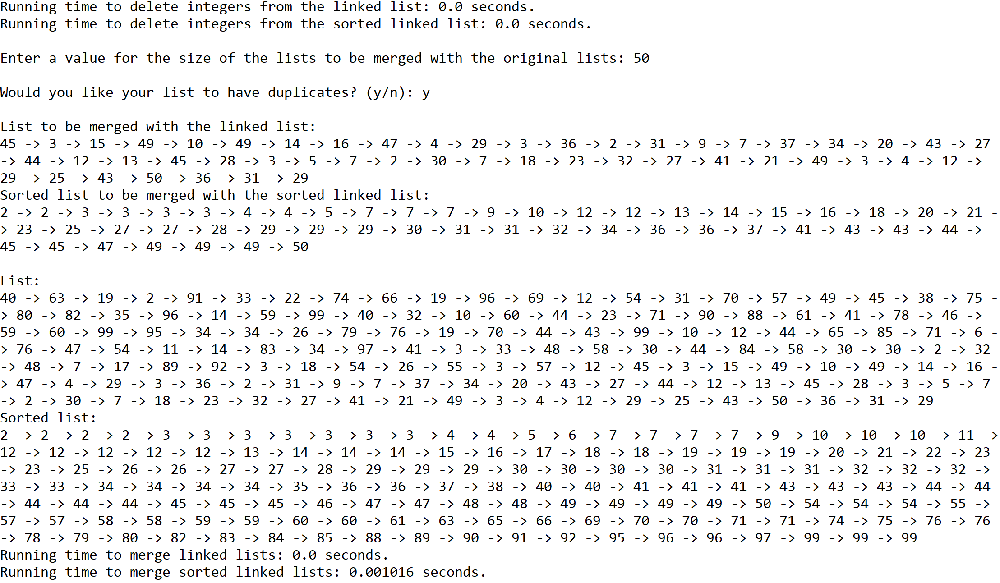 Running time to delete integers from the linked list: 0.0 seconds.
Running time to delete integers from the sorted linked list: 0.0 seconds.
Enter a value for the size of the lists to be merged with the original lists: 50
Would you like your list to have duplicates? (y/n): y
List to be merged with the linked list:
45 -> 3 -> 15 -> 49 -> 10 -> 49 -> 14 -> 16 -> 47 -> 4 -> 29 -> 3 -> 36 -> 2 -> 31 -> 9 -> 7 -> 37 -> 34 -> 20 -> 43 -> 27
-> 44 -> 12 -> 13 -> 45 -> 28 -> 3 -> 5 -> 7 -> 2 -> 30 -> 7 -> 18 -> 23 -> 32 -> 27 -> 41 -> 21 -> 49 -> 3 -> 4 -> 12 ->
29 -> 25 -> 43 -> 50 -> 36 -> 31 -> 29
Sorted list to be merged with the sorted linked list:
2 -> 2 -> 3 -> 3 -> 3 -> 3 -> 4 -> 4 -> 5 -> 7 -> 7 -> 7 -> 9 -> 10 -> 12 -> 12 -> 13 -> 14 -> 15 -> 16 -> 18 -> 20 -> 21 -
> 23 -> 25 -> 27 -> 27 -> 28 -> 29 -> 29 -> 29 -> 30 -> 31 -> 31 -> 32 -> 34 -> 36 -> 36 -> 37 -> 41 -> 43 -> 43 -> 44 ->
45 -> 45 -> 47 -> 49 -> 49 -> 49 -> 50
List:
40 -> 63 -> 19 -> 2 -> 91 -> 33 -> 22 -> 74 -> 66 -> 19 -> 96 -> 69 -> 12 -> 54 -> 31 -> 70 -> 57 -> 49 -> 45 -> 38 -> 75 -
> 80 -> 82 -> 35 -> 96 -> 14 -> 59 -> 99 -> 40 -> 32 -> 10 -> 60 -> 44 -> 23 -> 71 -> 90 -> 88 -> 61 -> 41 -> 78 -> 46 ->
59 -> 60 -> 99 -> 95 -> 34 -> 34 -> 26 -> 79 -> 76 -> 19 -> 70 -> 44 -> 43 -> 99 -> 10 -> 12 -> 44 -> 65 -> 85 -> 71 -> 6 -
> 76 -> 47 -> 54 -> 11 -> 14 -> 83 -> 34 -> 97 -> 41 -> 3 -> 33 -> 48 -> 58 -> 30 -> 44 -> 84 -> 58 -> 30 -> 30 -> 2 -> 32
-> 48 -> 7 -> 17 -> 89 -> 92 -> 3 -> 18 -> 54 -> 26 -> 55 -> 3 -> 57 -> 12 -> 45 -> 3 -> 15 -> 49 -> 10 -> 49 -> 14 -> 16 -
> 47 -> 4 -> 29 -> 3 -> 36 -> 2 -> 31 -> 9 -> 7 -> 37 -> 34 -> 20 -> 43 -> 27 -> 44 -> 12 -> 13 -> 45 -> 28 -> 3 -> 5 -> 7
-> 2 -> 30 -> 7 -> 18 -> 23 -> 32 -> 27 -> 41 -> 21 -> 49 -> 3 -> 4 -> 12 -> 29 -> 25 -> 43 -> 50 -> 36 -> 31 -> 29
Sorted list:
2 -> 2 -> 2 -> 2 -> 3 -> 3 -> 3 -> 3 -> 3 -> 3 -> 3 -> 4 -> 4 -> 5 -> 6 -> 7 -> 7 -> 7 -> 7 -> 9 -> 10 -> 10 -> 10 -> 11 ->
12 -> 12 -> 12 -> 12 -> 12 -> 13 -> 14 -> 14 -> 14 -> 15 -> 16 -> 17 -> 18 -> 18 -> 19 -> 19 -> 19 -> 20 -> 21 -> 22 -> 23
-> 23 -> 25 -> 26 -> 26 -> 27 -> 27 -> 28 -> 29 -> 29 -> 29 -> 30 -> 30 -> 30 -> 30 -> 31 -> 31 -> 31 -> 32 -> 32 -> 32 ->
33 -> 33 -> 34 -> 34 -> 34 -> 34 -> 35 -> 36 -> 36 -> 37 -> 38 -> 40 -> 40 -> 41 -> 41 -> 41 -> 43 -> 43 -> 43 -> 44 -> 44
-> 44 -> 44 -> 44 -> 45 -> 45 -> 45 -> 46 -> 47 -> 47 -> 48 -> 48 -> 49 -> 49 -> 49 -> 49 -> 50 -> 54 -> 54 -> 54 -> 55 ->
57 -> 57 -> 58 -> 58 -> 59 -> 59 -> 60 -> 60 -> 61 -> 63 -> 65 -> 66 -> 69 -> 70 -> 70 -> 71 -> 71 -> 74 -> 75 -> 76 -> 76
-> 78 -> 79 -> 80 -> 82 -> 83 -> 84 -> 85 -> 88 -> 89 -> 90 -> 91 -> 92 -> 95 -> 96 -> 96 -> 97 -> 99 -> 99 -> 99
Running time to merge linked lists: 0.0 seconds.
Running time to merge sorted linked lists: 0.001016 seconds.